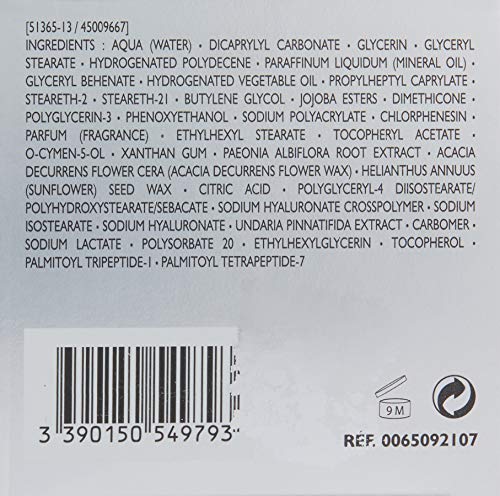 [51365-13 / 45009667]
INGREDIENTS : AQUA (WATER) • DICAPRYLYL CARBONATE • GLYCERIN • GLYCERYL
STEARATE • HYDROGENATED POLYDECENE • PARAFFINUM LIQUIDUM (MINERAL OIL) •
GLYCERYL BEHENATE • HYDROGENATED VEGETABLE OIL • PROPYLHEPTYL CAPRYLATE •
STEARETH-2 • STEARETH-21 • BUTYLENE GLYCOL • JOJOBA ESTERS • DIMETHICONE •
POLYGLYCERIN-3 • PHENOXYETHANOL • SODIUM POLYACRYLATE • CHLORPHENESIN •
PARFUM (FRAGRANCE) • ETHYLHEXYL STEARATE • TOCOPHERYL ACETATE •
O-CYMEN-5-OL • XANTHAN GUM • PAEONIA ALBIFLORA ROOT EXTRACT • ACACIA
DECURRENS FLOWER CERA (ACACIA DECURRENS FLOWER WAX) • HELIANTHUS ANNUUS
(SUNFLOWER) SEED WAX • CITRIC ACID • POLYGLYCERYL-4 DIISOSTEARATE/
POLYHYDROXYSTEARATE/SEBACATE • SODIUM HYALURONATE CROSSPOLYMER • SODIUM
ISOSTEARATE • SODIUM HYALURONATE • UNDARIA PINNATIFIDA EXTRACT • CARBOMER •
SODIUM LACTATE • POLYSORBATE 20 • ETHYLHEXYLGLYCERIN • TOCOPHEROL •
PALMITOYL TRIPEPTIDE-1 • PALMITOYL TETRAPEPTIDE-7
9 M
3 390150 549793
RÉF. 0065092107